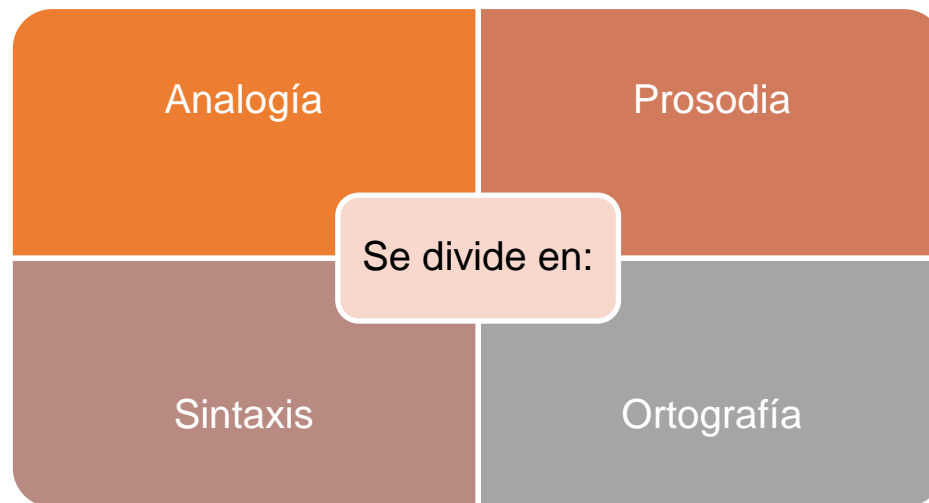 Analogía
Prosodia
Se divide en:
Sintaxis
Ortografía